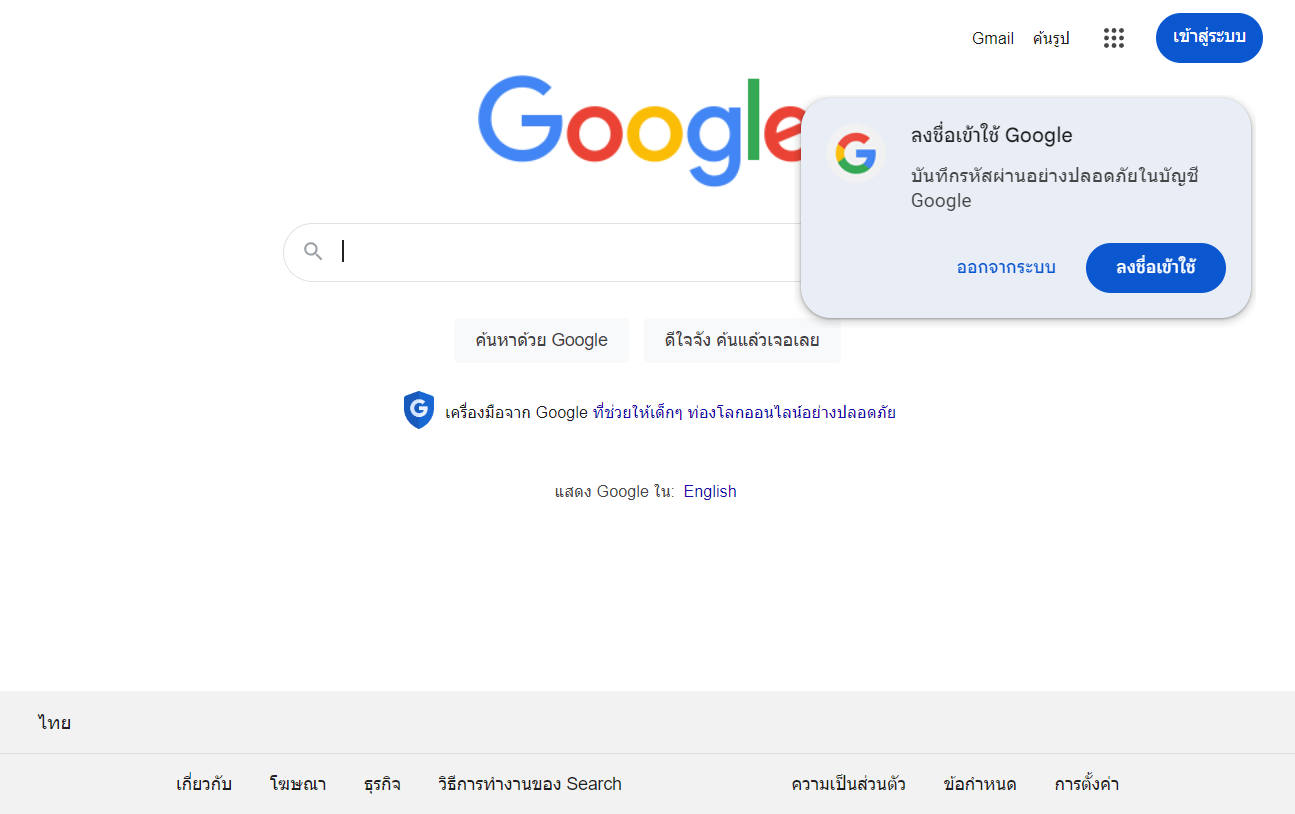 Gmail ค้นรูป เข้าสู่ระบบ
Google
ลงชื่อเข้าใช้ Google
บันทึกรหัสผ่านอย่างปลอดภัยในบัญชี
Google
ออกจากระบบ ลงชื่อเข้าใช้
ค้นหาด้วย Google ดีใจจัง ค้นแล้วเจอเลย
เครื่องมือจาก Google ที่ช่วยให้เด็กๆ ท่องโลกออนไลน์อย่างปลอดภัย
แสดง Google ใน: English
ไทย
เกี่ยวกับ โฆษณา ธุรกิจ วิธีการทำงานของ Search ความเป็นส่วนตัว ข้อกำหนด การตั้งค่า